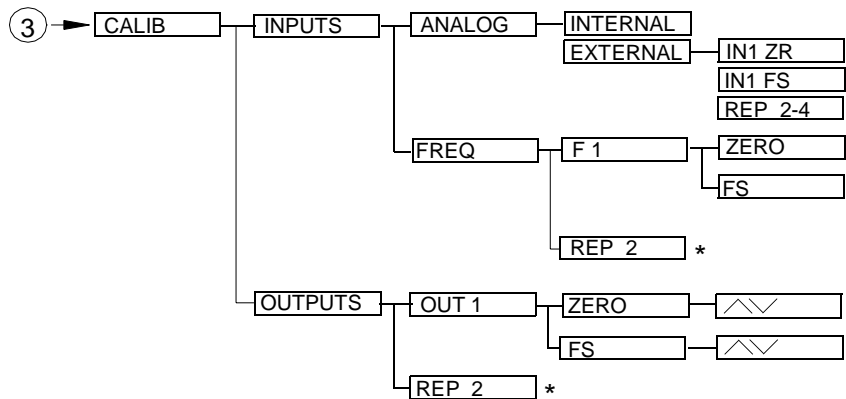 3 CALIB INPUTS ANALOG INTERNAL
EXTERNAL IN1 ZR
IN1 FS
REP 2-4
FREQ F 1 ZERO
FS
REP 2 *
OUTPUTS OUT 1 ZERO
FS
REP 2 *